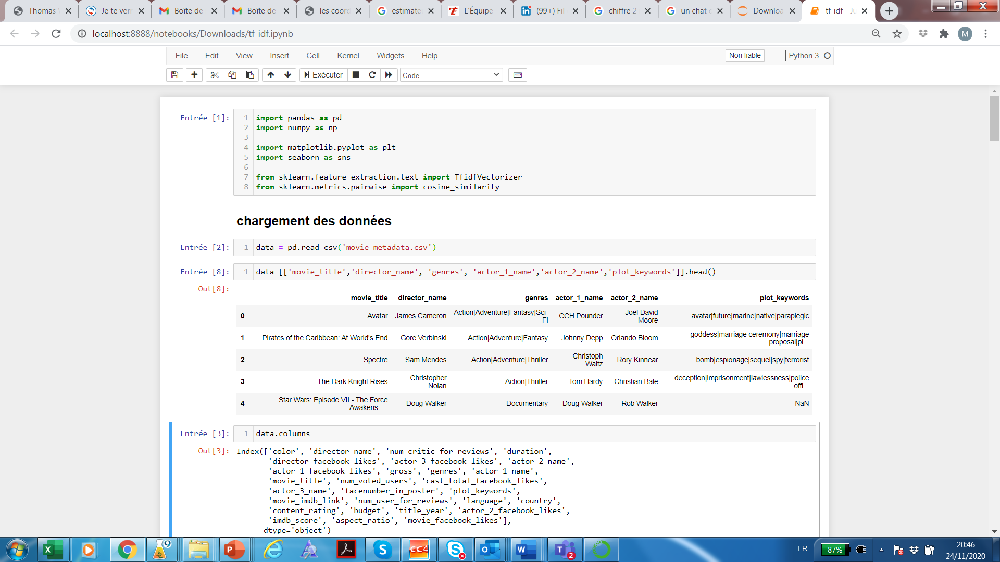 Thomas
Je te verr
Boîte de
Boîte de
les coord
estimate
L'Équipe
(99+) Fil
chiffre 2
un chat
Downloa
tf-idf - Ju
localhost:8888/notebooks/Downloads/tf-idf.ipynb
M
File Edit View Insert Cell Kernel Widgets Help
Non fiable
Python 3
Exécuter
Code
Entrée [1]:
1 import pandas as pd
2 import numpy as np
3
4 import matplotlib.pyplot as plt
5 import seaborn as sns
6
7 from sklearn.feature_extraction.text import TfidfVectorizer
8 from sklearn.metrics.pairwise import cosine_similarity
chargement des données
Entrée [2]:
1 data = pd.read_csv('movie_metadata.csv')
Entrée [8]:
1 data [['movie_title','director_name', 'genres', 'actor_1_name','actor_2_name','plot_keywords']].head()
Out[8]:
movie_title director_name genres actor_1_name actor_2_name plot_keywords
0 Avatar James Cameron Action|Adventure|Fantasy|Sci-Fi CCH Pounder Joel David Moore avatar|future|marine|native|paraplegic
1 Pirates of the Caribbean: At World's End Gore Verbinski Action|Adventure|Fantasy Johnny Depp Orlando Bloom goddess|marriage ceremony|marriage proposal|pi...
2 Spectre Sam Mendes Action|Adventure|Thriller Christoph Waltz Rory Kinnear bomb|espionage|sequel|spy|terrorist
3 The Dark Knight Rises Christopher Nolan Action|Thriller Tom Hardy Christian Bale deception|imprisonment|lawlessness|police offi...
4 Star Wars: Episode VII - The Force Awakens ... Doug Walker Documentary Doug Walker Rob Walker NaN
Entrée [3]:
1 data.columns
Out[3]:
Index(['color', 'director_name', 'num_critic_for_reviews', 'duration',
'director_facebook_likes', 'actor_3_facebook_likes', 'actor_2_name',
'actor_1_facebook_likes', 'gross', 'genres', 'actor_1_name',
'movie_title', 'num_voted_users', 'cast_total_facebook_likes',
'actor_3_name', 'facenumber_in_poster', 'plot_keywords',
'movie_imdb_link', 'num_user_for_reviews', 'language', 'country',
'content_rating', 'budget', 'title_year', 'actor_2_facebook_likes',
'imdb_score', 'aspect_ratio', 'movie_facebook_likes'],
dtype='object')
FR
87%
20:46
24/11/2020